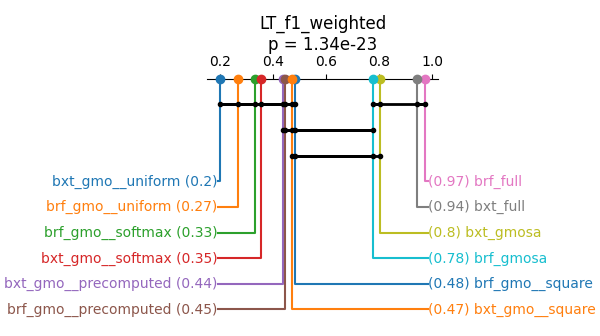 LT_f1_weighted
p = 1.34e-23
0.2 0.4 0.6 0.8 1.0
bxt_gmo__uniform (0.2)
(0.97) brf_full
brf_gmo__uniform (0.27)
(0.94) bxt_full
brf_gmo__softmax (0.33)
(0.8) bxt_gmosa
bxt_gmo__softmax (0.35)
(0.78) brf_gmosa
bxt_gmo__precomputed (0.44)
(0.48) brf_gmo__square
brf_gmo__precomputed (0.45)
(0.47) bxt_gmo__square